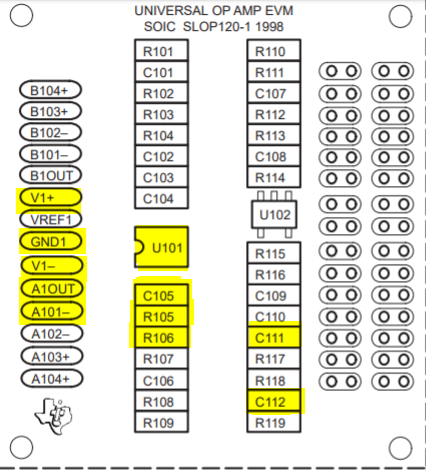 UNIVERSAL OP AMP EVM
SOIC SLOP120-1 1998
B104+
B103+
B102–
B101–
B1OUT
V1+
VREF1
GND1
V1–
A1OUT
A101–
A102–
A103+
A104+
R101
C101
R102
R103
R104
C102
C103
C104
U101
C105
R105
R106
R107
C106
R108
R109
R110
R111
C107
R112
R113
C108
R114
U102
R115
R116
C109
C110
C111
R117
R118
C112
R119